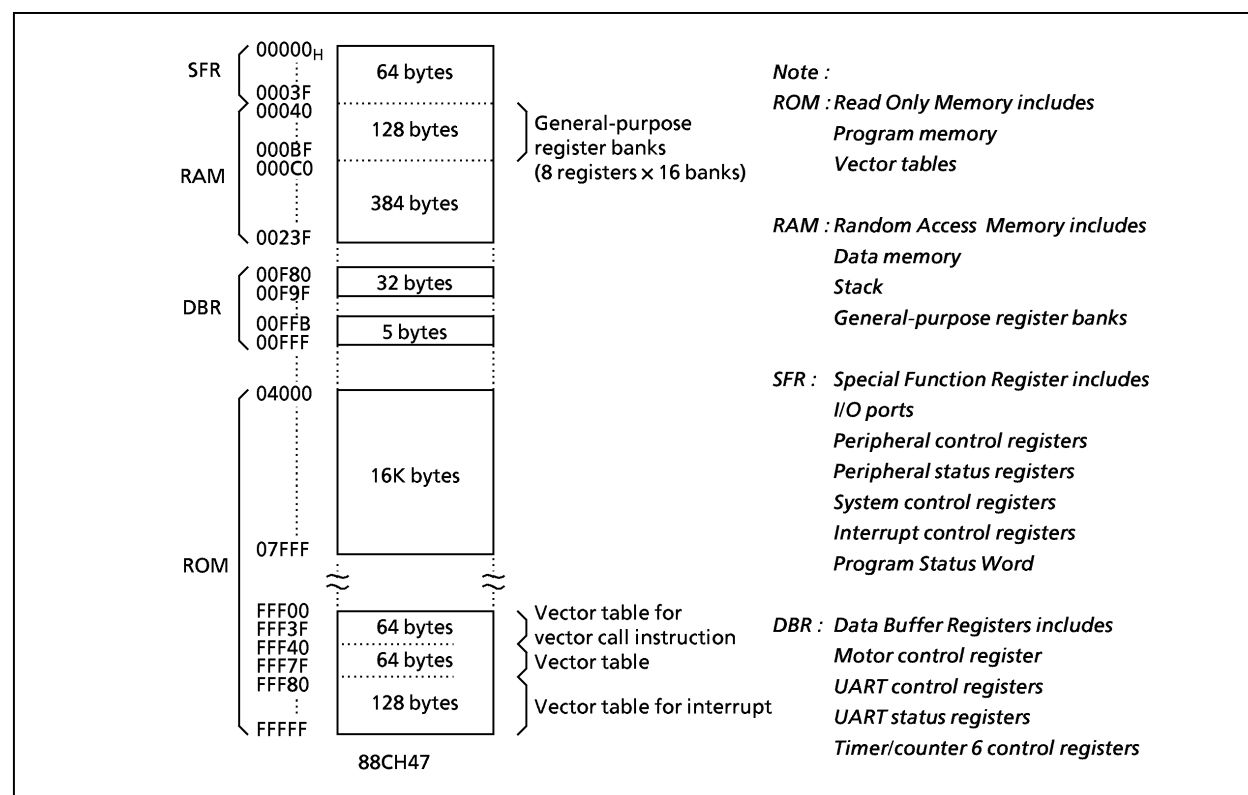 SFR
RAM
DBR
ROM
00000H
0003F
00040
000BF
000C0
0023F
00F80
00F9F
00FFB
00FFF
04000
07FFF
FFF00
FFF3F
FFF40
FFF7F
FFF80
FFFFF
64 bytes
128 bytes
384 bytes
32 bytes
5 bytes
16K bytes
64 bytes
64 bytes
128 bytes
88CH47
General-purpose
register banks
(8 registers × 16 banks)
Vector table for
vector call instruction
Vector table
Vector table for interrupt
Note :
ROM : Read Only Memory includes
Program memory
Vector tables
RAM : Random Access Memory includes
Data memory
Stack
General-purpose register banks
SFR : Special Function Register includes
I/O ports
Peripheral control registers
Peripheral status registers
System control registers
Interrupt control registers
Program Status Word
DBR : Data Buffer Registers includes
Motor control register
UART control registers
UART status registers
Timer/counter 6 control registers